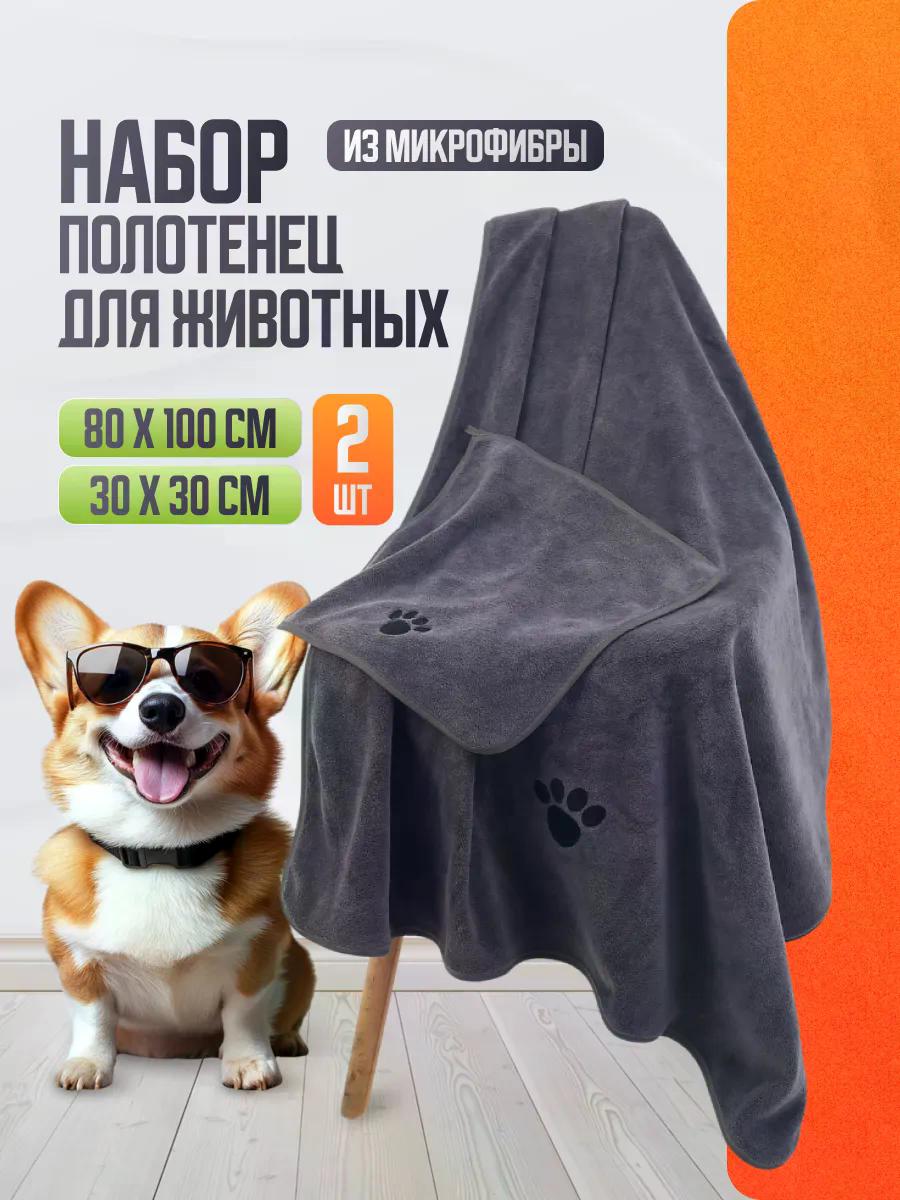 НАБОР
ИЗ МИКРОФИБРЫ
ПОЛОТЕНЕЦ
ДЛЯ ЖИВОТНЫХ
80 X 100 СМ
30 X 30 СМ
2
ШТ